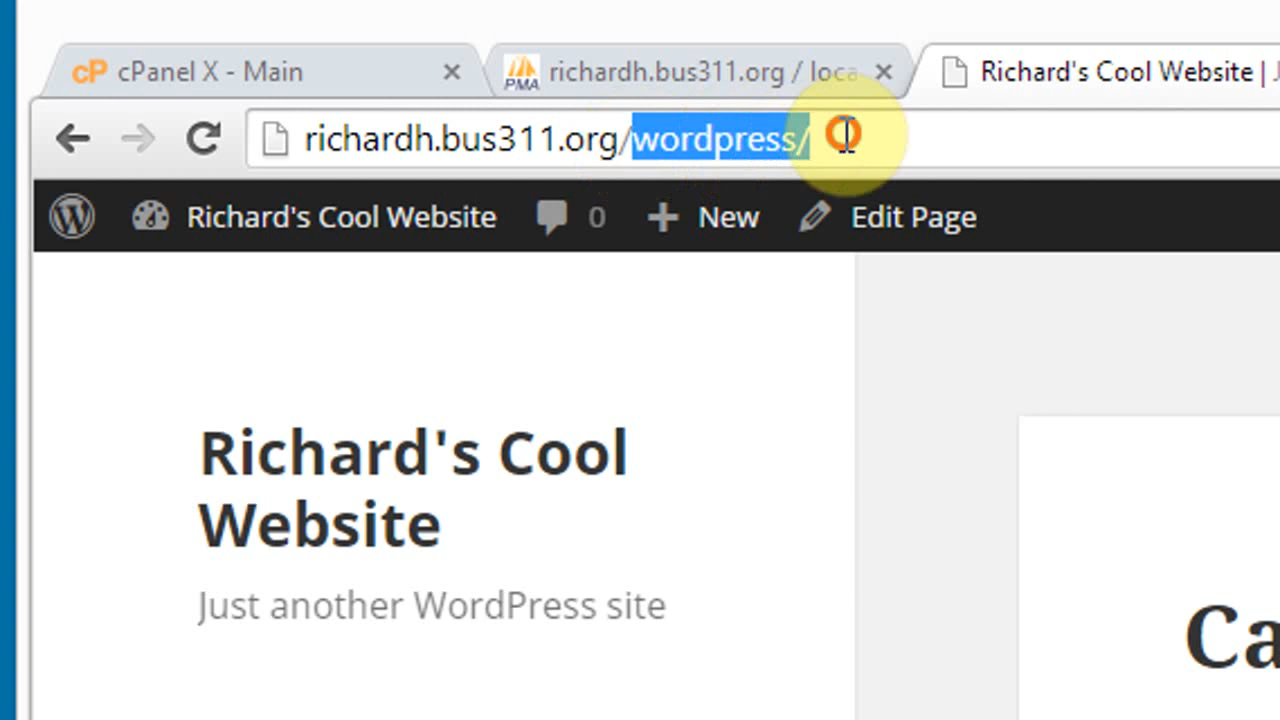 cP cPanel X - Main
PMA richardh.bus311.org / loca
Richard's Cool Website |
richardh.bus311.org/wordpress/
Richard's Cool Website 0 New Edit Page
Richard's Cool
Website
Just another WordPress site
Ca